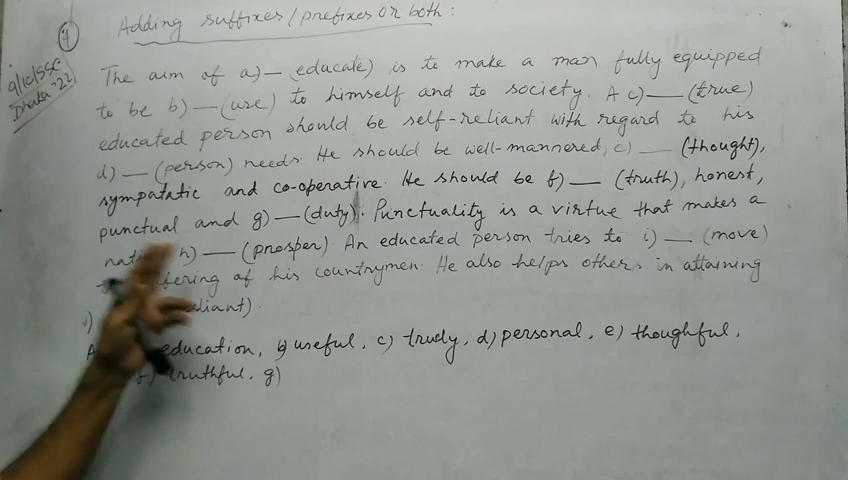 4
Adding suffixes/prefixes or both:
9/10/SSC
Dhaka '22
The aim of a)— (educate) is to make a man fully equipped
to be b)—(use) to himself and to society. A c)— (true)
educated person should be self-reliant with regard to his
d)— (person) needs. He should be well-mannered, e)— (thought),
sympatatic and co-operative. He should be f)— (truth), honest,
punctual and g)—(duty). Punctuality is a virtue that makes a
h)— (prosper). An educated person tries to i)— (move)
of his countrymen. He also helps others in attaining
j)
education, b) useful, c) truely, d) personal, e) thoughful,
f) truthful, g)